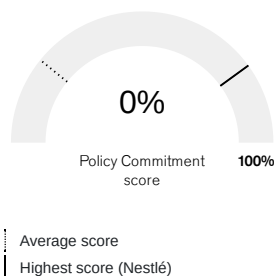 0%
Policy Commitment
score
100%
Average score
Highest score (Nestlé)